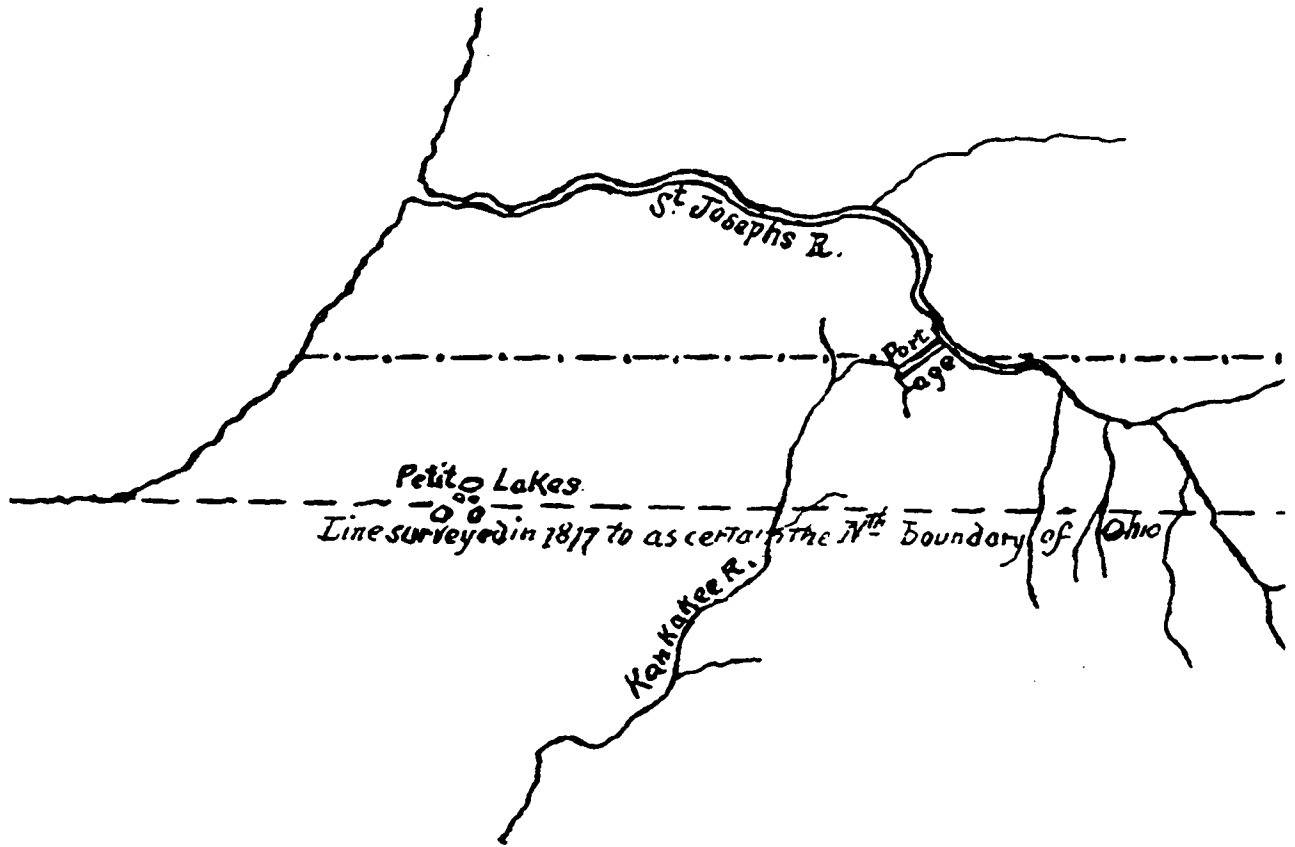 St. Josephs R.
Port
age
Petit Lakes
Line surveyed in 1817 to ascertain the Nth boundary of Ohio
Kankakee R.